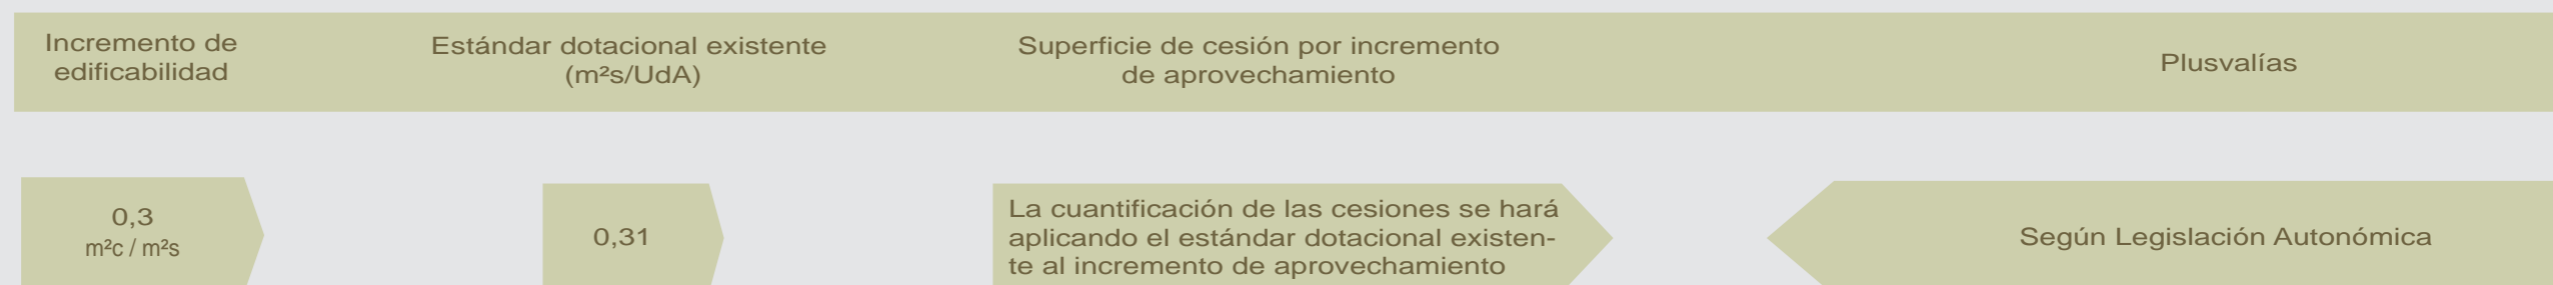 Incremento de
edificabilidad
Estándar dotacional existente
(m²s/UdA)
Superficie de cesión por incremento
de aprovechamiento
Plusvalías
0,3
m²c / m²s
0,31
La cuantificación de las cesiones se hará
aplicando el estándar dotacional existen-
te al incremento de aprovechamiento
Según Legislación Autonómica